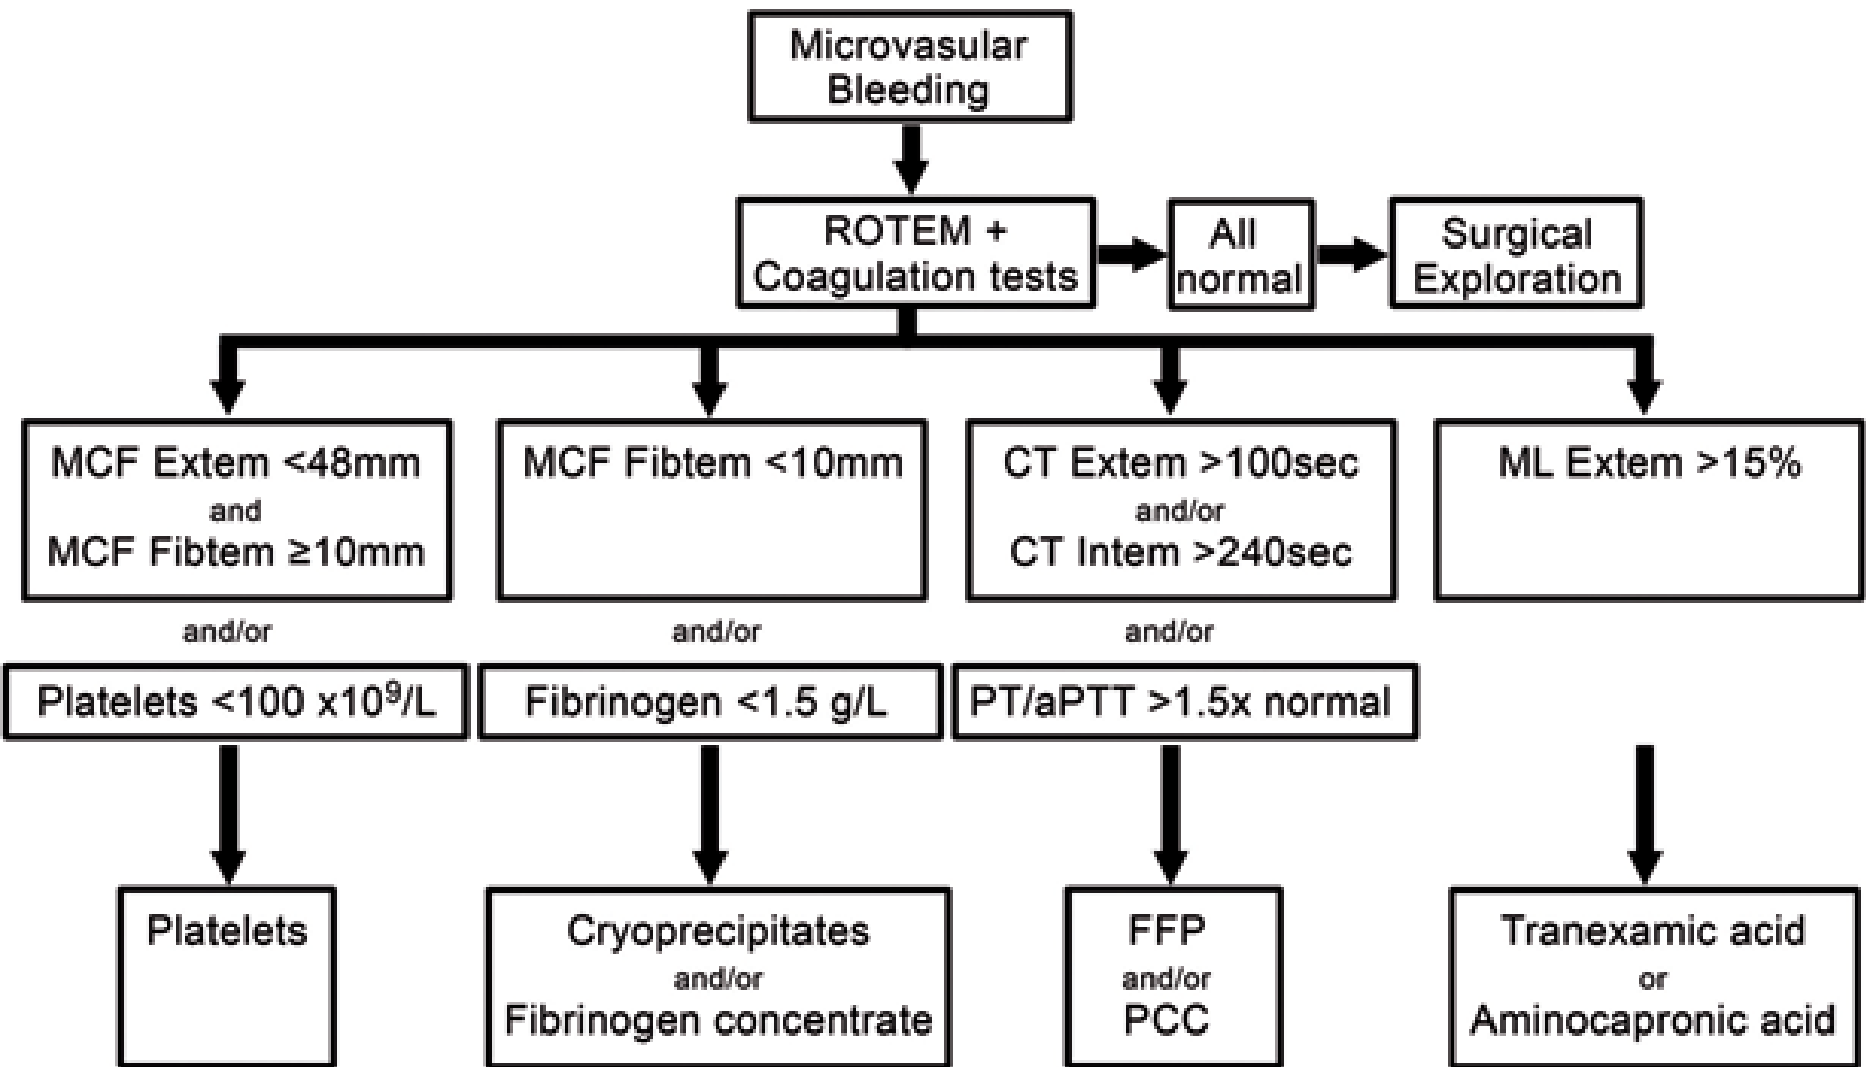 Microvasular
Bleeding
ROTEM +
Coagulation tests
All
normal
Surgical
Exploration
MCF Extem <48mm
and
MCF Fibtem ≥10mm
MCF Fibtem <10mm
CT Extem >100sec
and/or
CT Intem >240sec
ML Extem >15%
and/or
and/or
and/or
Platelets <100 x10⁹/L
Fibrinogen <1.5 g/L
PT/aPTT >1.5x normal
Platelets
Cryoprecipitates
and/or
Fibrinogen concentrate
FFP
and/or
PCC
Tranexamic acid
or
Aminocapronic acid